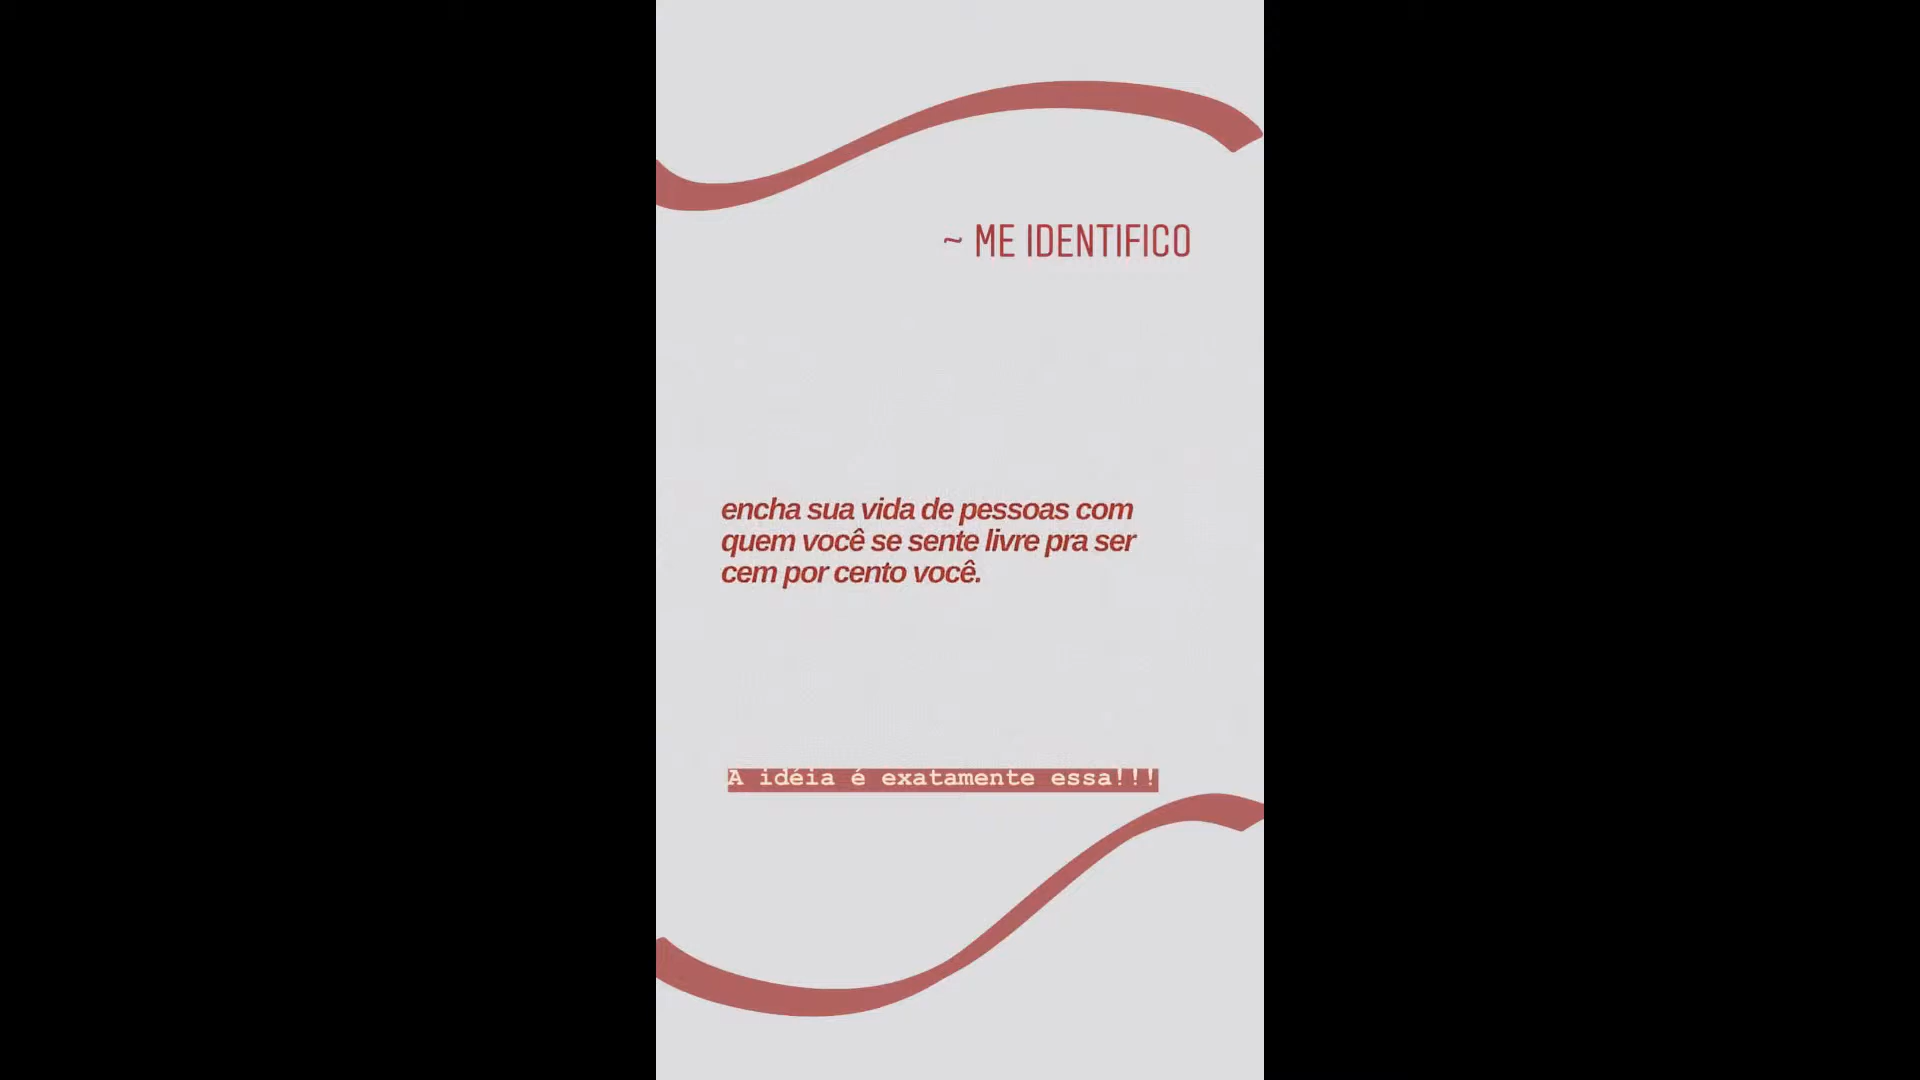 ~ ME IDENTIFICO
encha sua vida de pessoas com
quem você se sente livre pra ser
cem por cento você.
A idéia é exatamente essa!!!